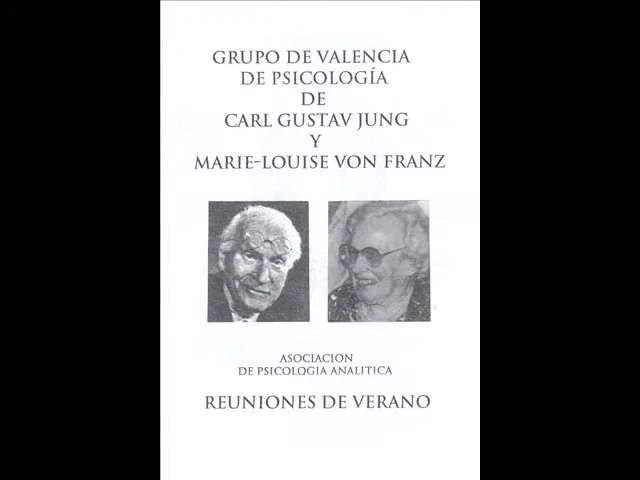 GRUPO DE VALENCIA
DE PSICOLOGÍA
DE
CARL GUSTAV JUNG
Y
MARIE-LOUISE VON FRANZ
ASOCIACION
DE PSICOLOGIA ANALITICA
REUNIONES DE VERANO